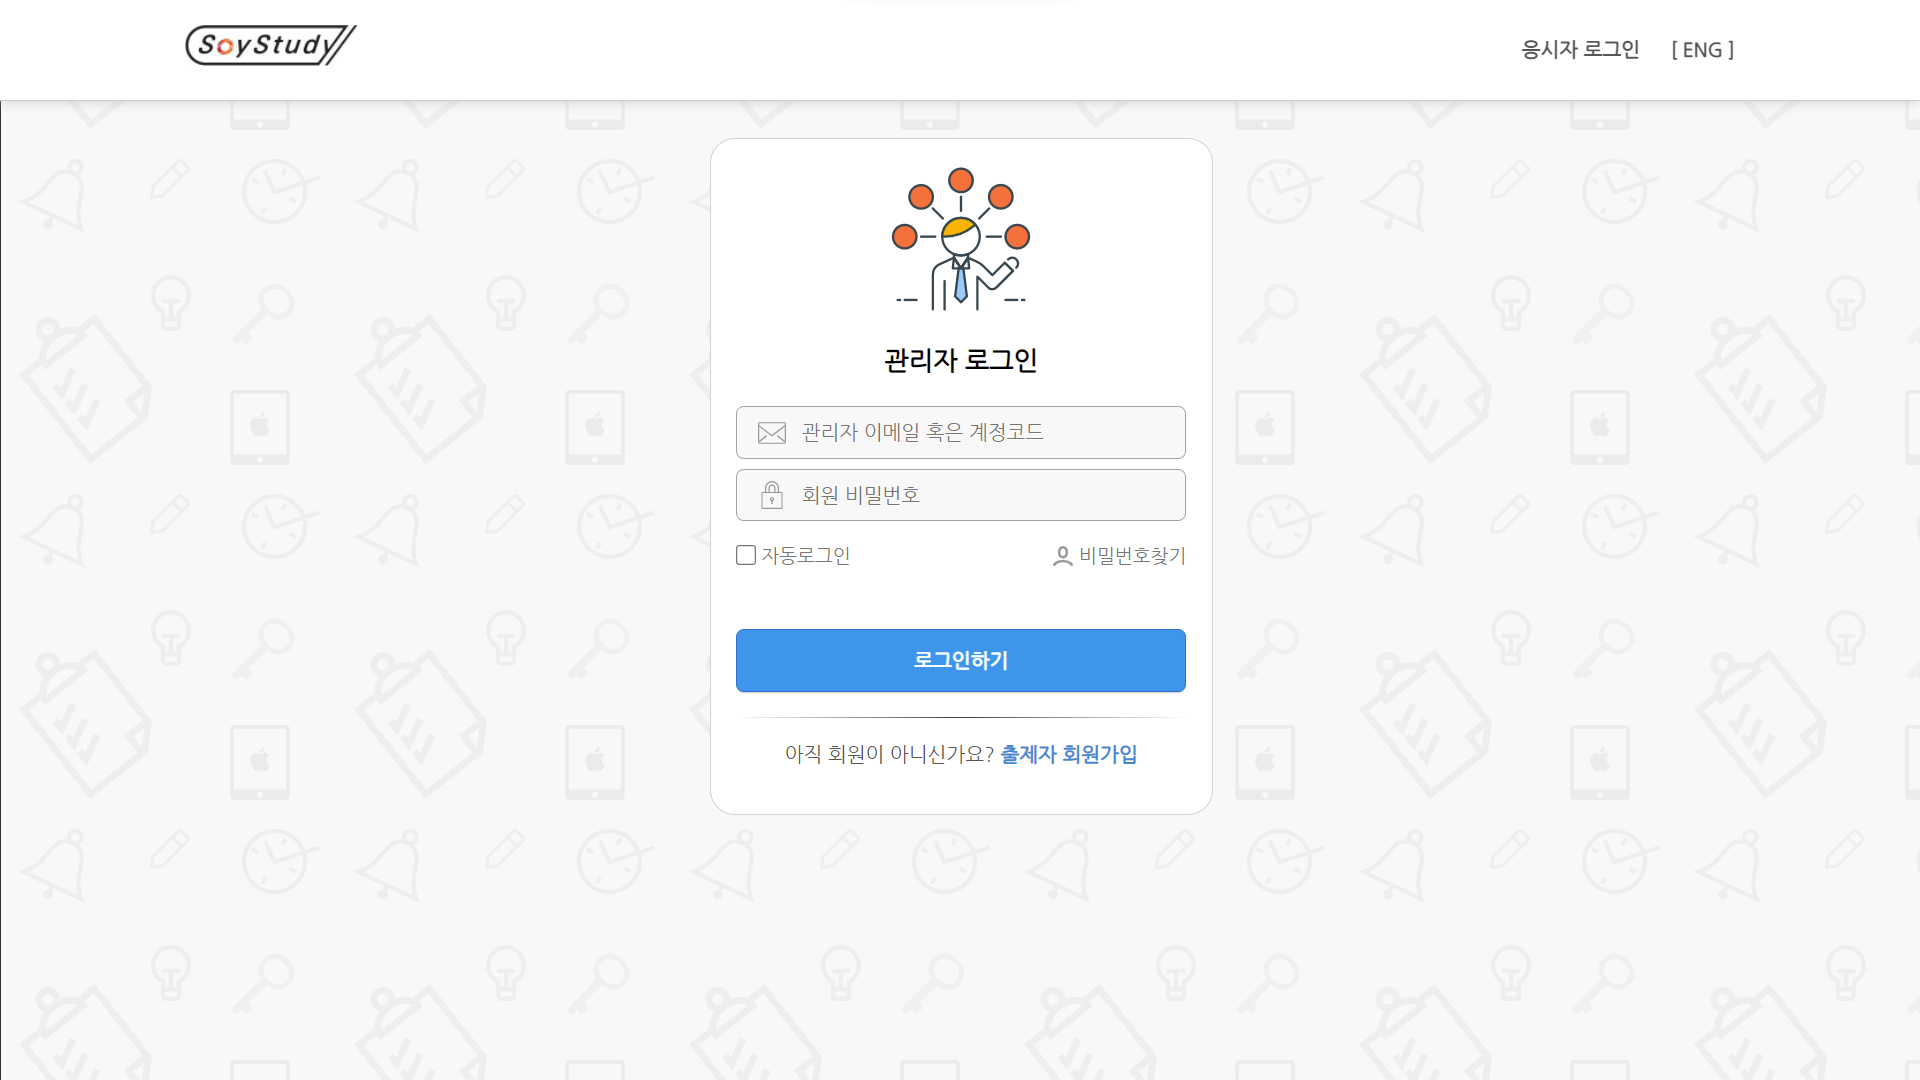 SoyStudy
응시자 로그인
[ ENG ]
관리자 로그인
관리자 이메일 혹은 계정코드
회원 비밀번호
자동로그인
비밀번호찾기
로그인하기
아직 회원이 아니신가요? 출제자 회원가입